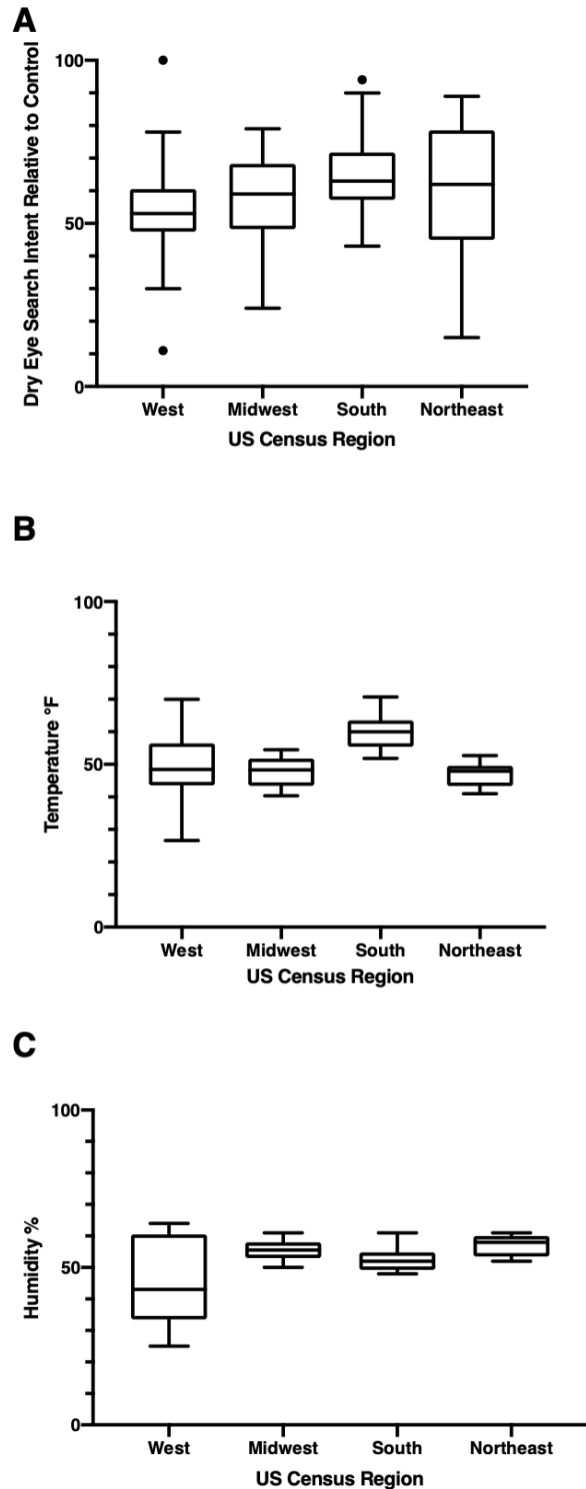 A
Dry Eye Search Intent Relative to Control
100
50
0
West Midwest South Northeast
US Census Region
B
Temperature °F
100
50
0
West Midwest South Northeast
US Census Region
C
Humidity %
100
50
0
West Midwest South Northeast
US Census Region